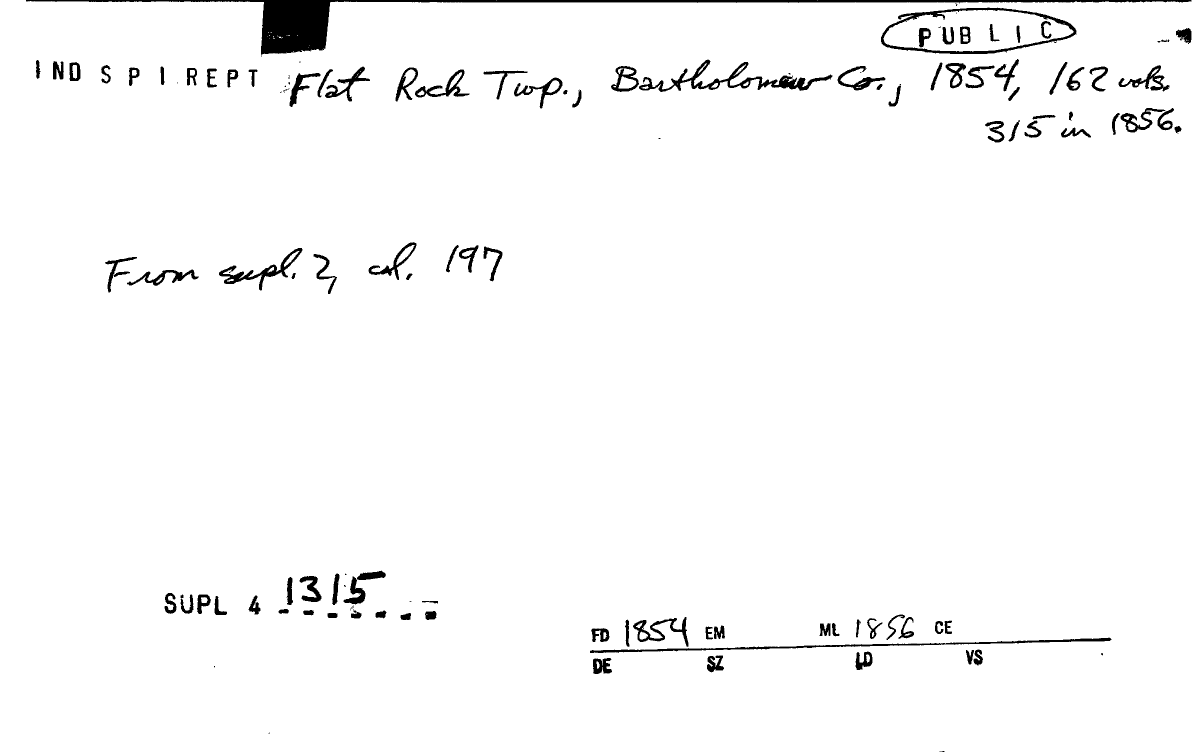 PUBLIC
IND SPI REPT Flat Rock Twp., Bartholomew Co., 1854, 162 vols.
315 in 1856.
From supl. 2, col. 197
SUPL 4 1315
FD 1854 EM ML 1856 CE
DE SZ LD VS